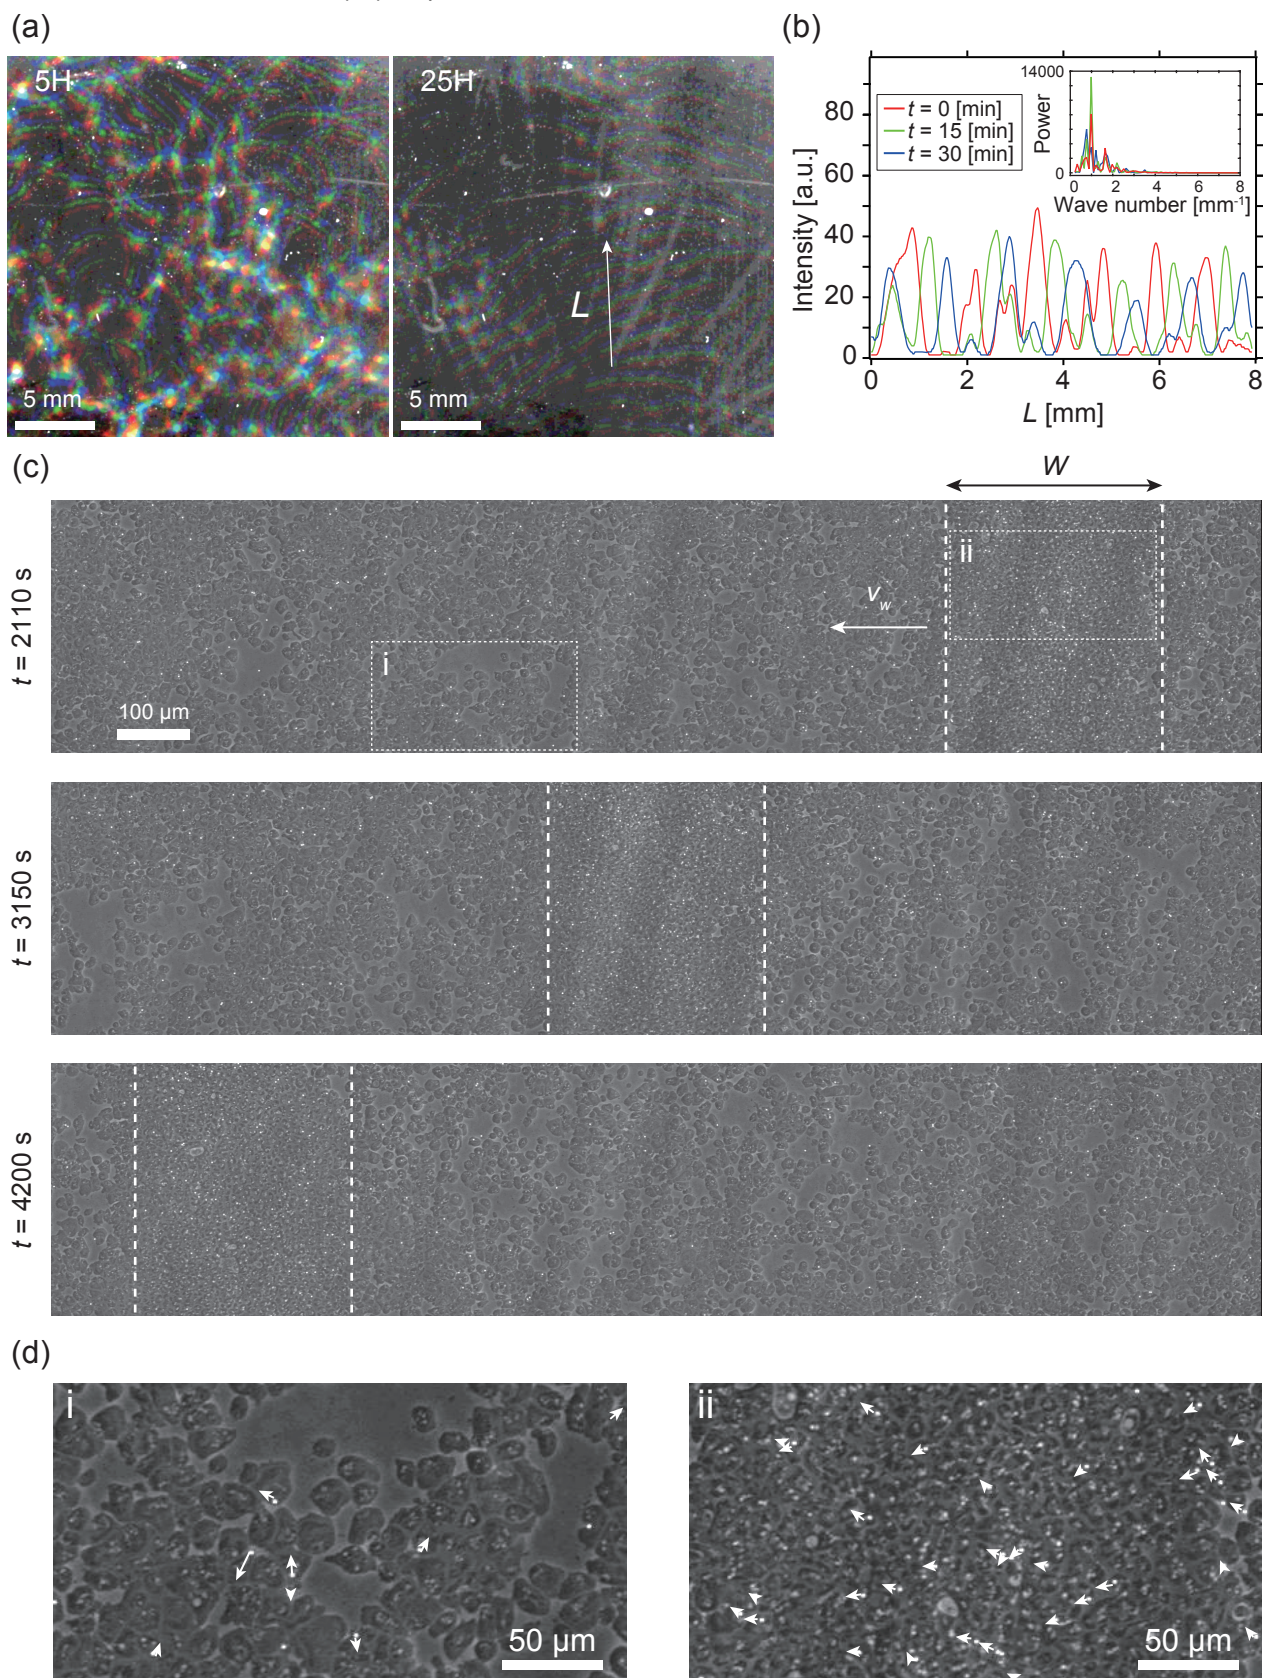 (a)
5H
25H
L
5 mm
5 mm
(b)
14000
Power
0
0 2 4 6 8
Wave number [mm⁻¹]
t = 0 [min]
t = 15 [min]
t = 30 [min]
Intensity [a.u.]
80
60
40
20
0
0 2 4 6 8
L [mm]
(c)
W
t = 2110 s
i
ii
v_w
100 µm
t = 3150 s
t = 4200 s
(d)
i
50 µm
ii
50 µm